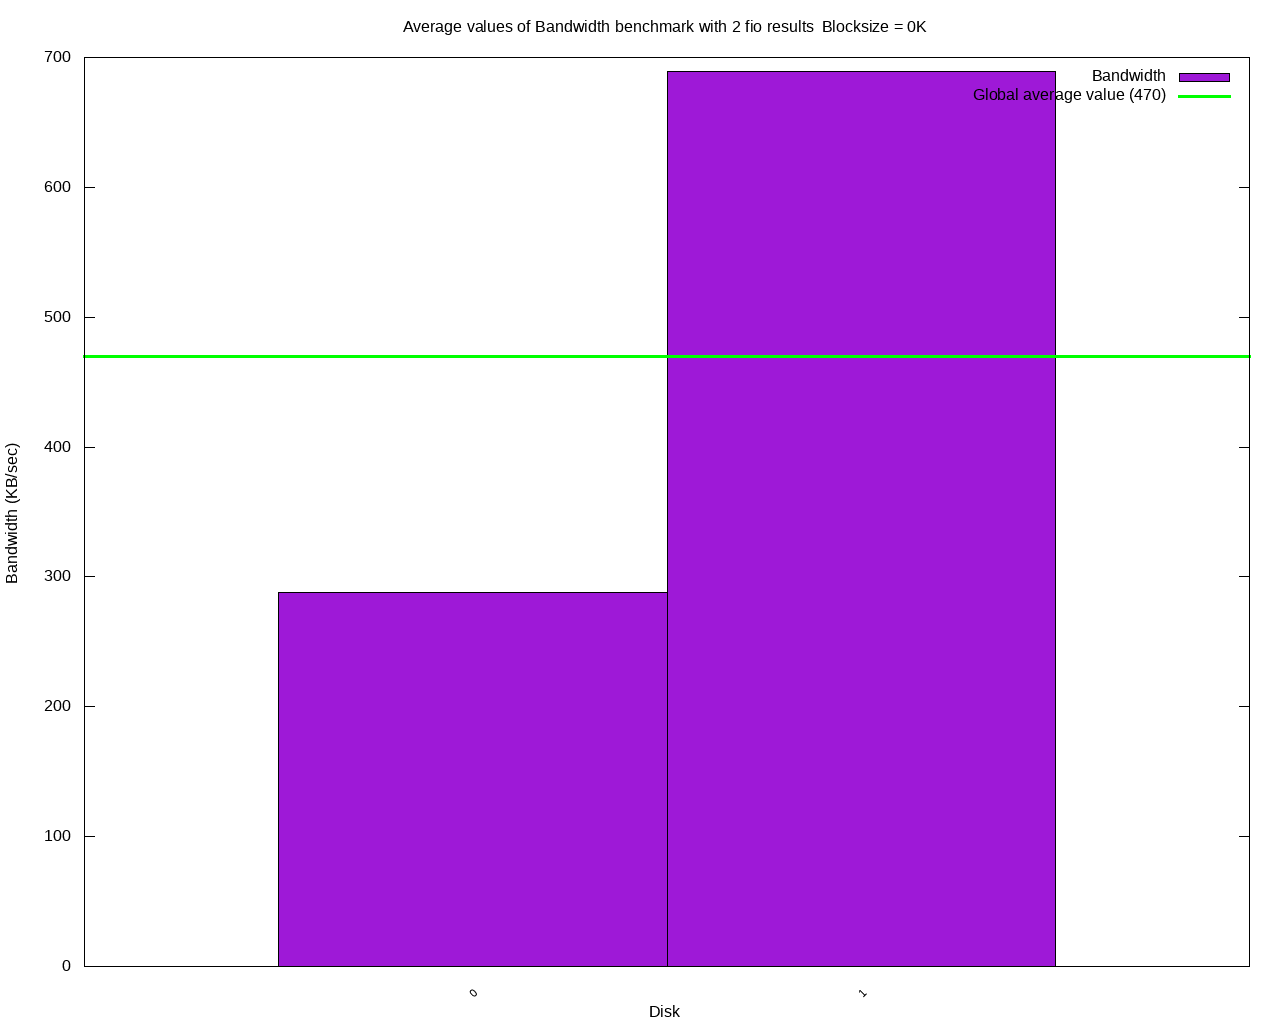 Average values of Bandwidth benchmark with 2 fio results  Blocksize = 0K
700
600
500
400
300
200
100
0
Bandwidth (KB/sec)
Bandwidth
Global average value (470)
0
1
Disk